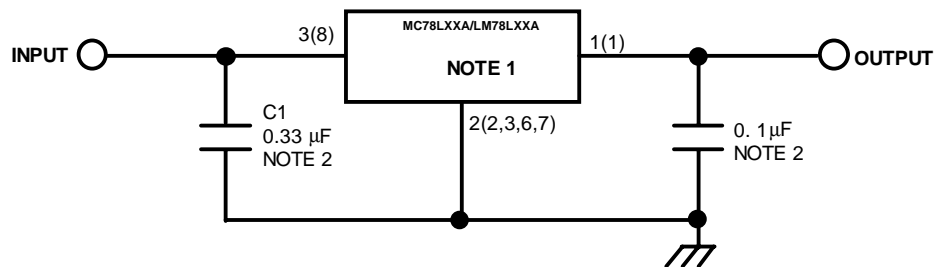 MC78LXXA/LM78LXXA
3(8)
1(1)
INPUT
NOTE 1
OUTPUT
C1
0.33 μF
NOTE 2
2(2,3,6,7)
0. 1μF
NOTE 2